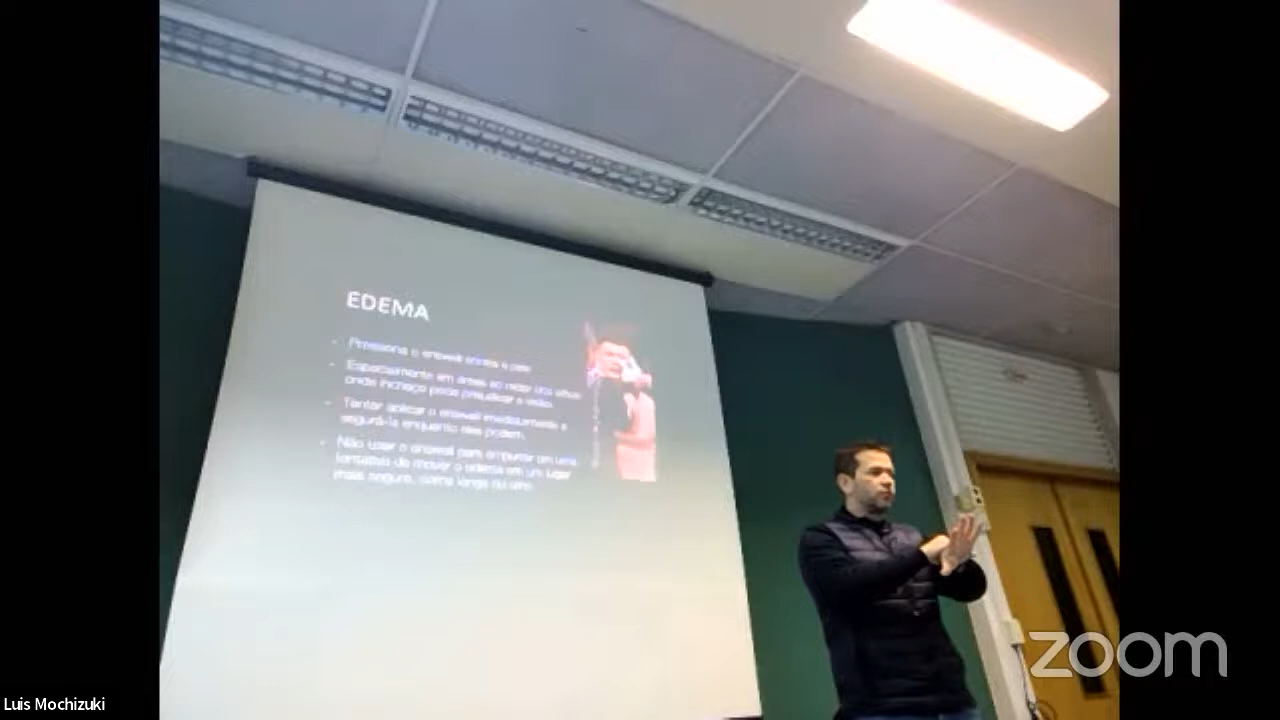 EDEMA
- Pressiona o enswell contra a pele
- Especialmente em áreas ao redor dos olhos
onde inchaço pode prejudicar a visão.
- Tentar aplicar o enswell imediatamente e
segurá-la enquanto eles podem.
- Não usar o enswell para empurrar em uma
tentativa de mover o edema em um lugar
mais seguro, como longe do olho.
zoom
Luis Mochizuki